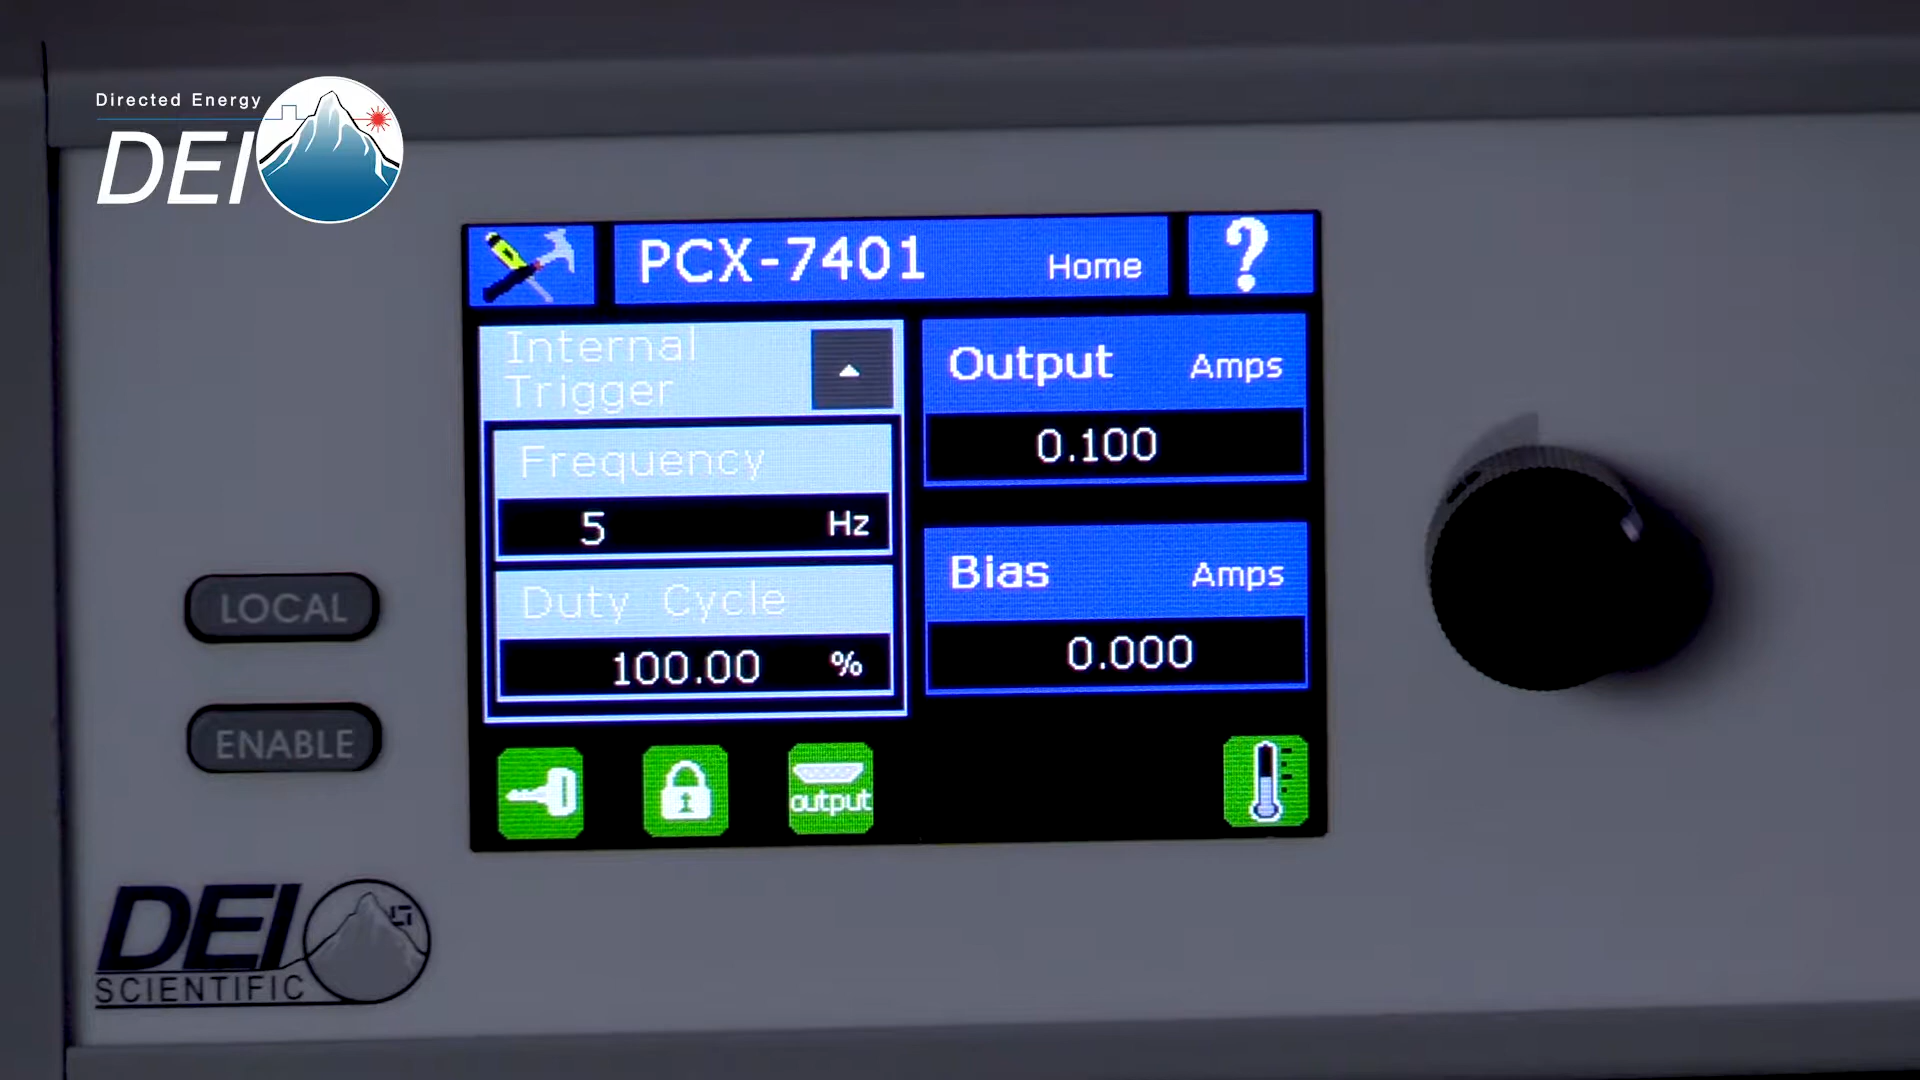 Directed Energy
DEI
PCX-7401 Home ?
Internal
Trigger
Frequency
5 Hz
Duty Cycle
100.00 %
Output Amps
0.100
Bias Amps
0.000
output
LOCAL
ENABLE
DEI
SCIENTIFIC